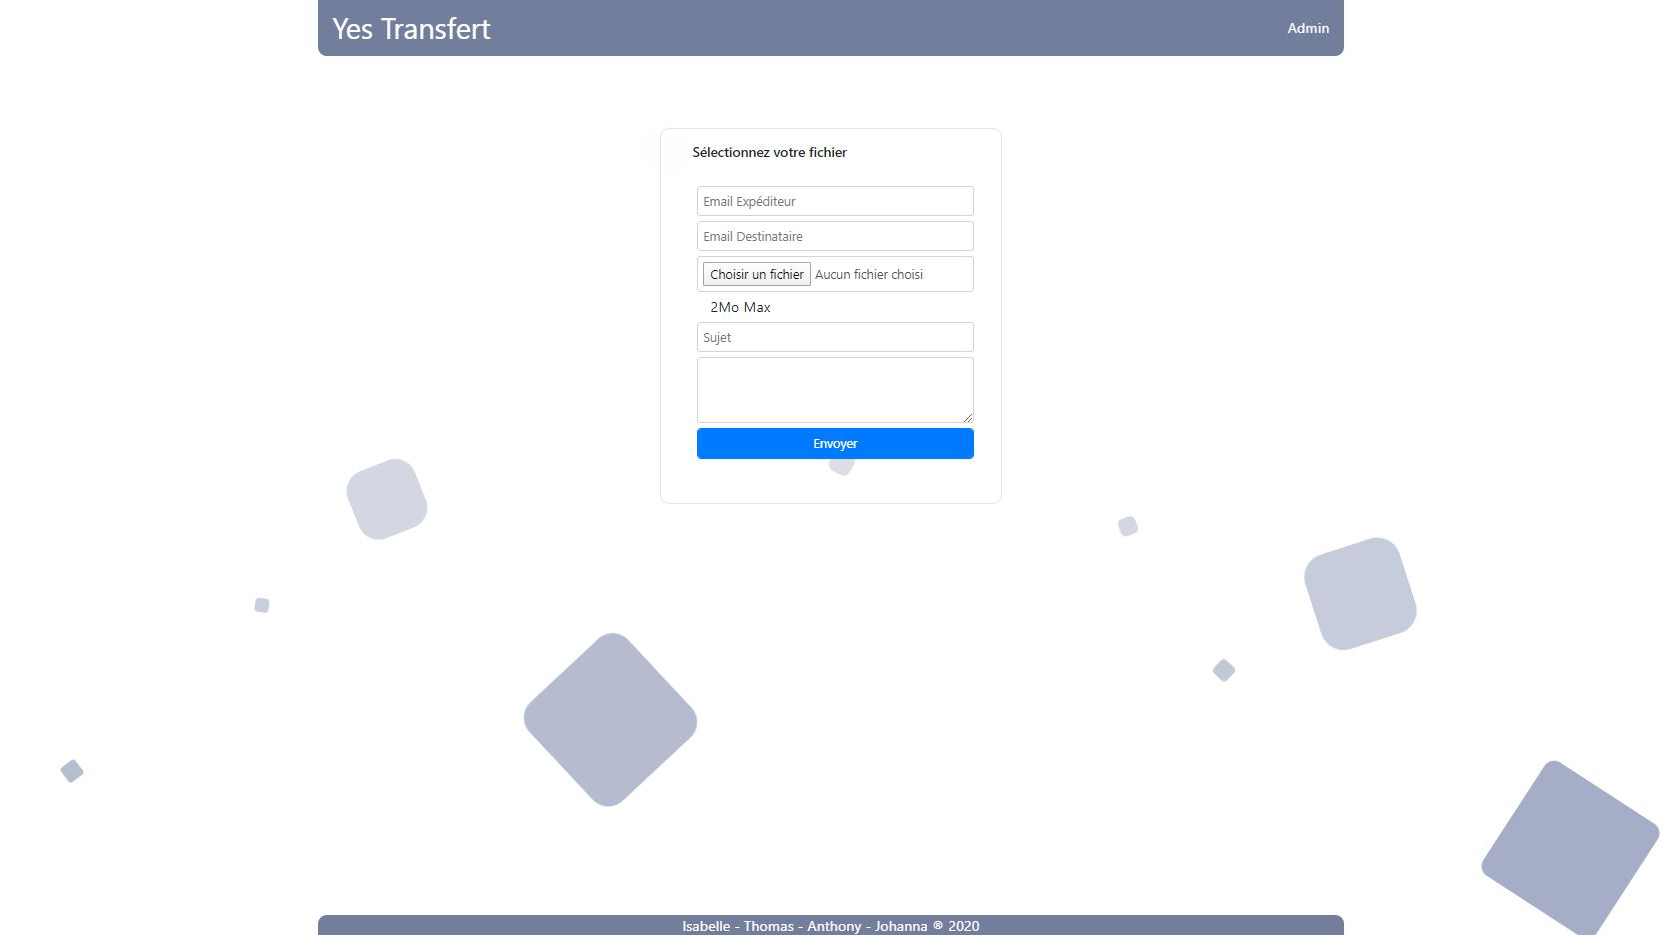 Yes Transfert
Admin
Sélectionnez votre fichier
Email Expéditeur
Email Destinataire
Choisir un fichier Aucun fichier choisi
2Mo Max
Sujet
Envoyer
Isabelle - Thomas - Anthony - Johanna ® 2020